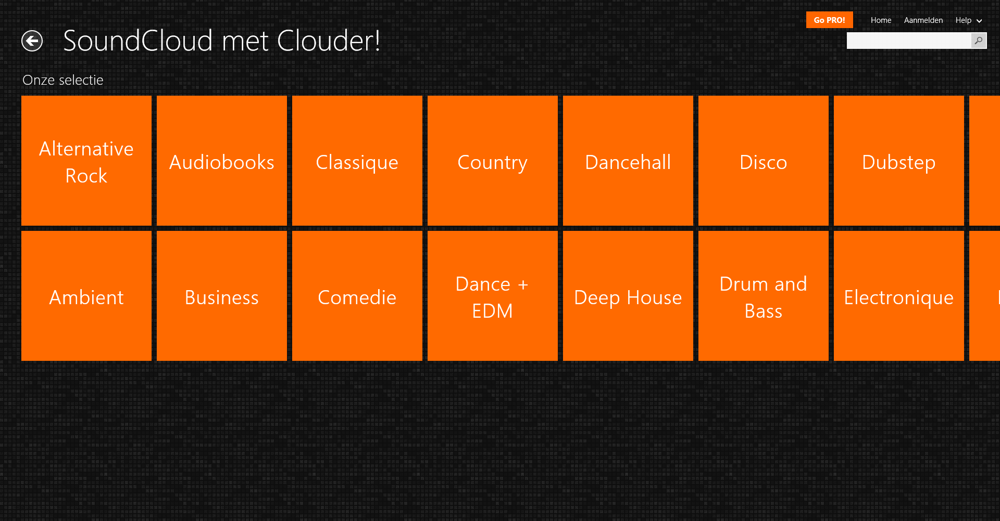 Go PRO!
Home
Aanmelden
Help
SoundCloud met Clouder!
Onze selectie
Alternative
Rock
Audiobooks
Classique
Country
Dancehall
Disco
Dubstep
Ambient
Business
Comedie
Dance +
EDM
Deep House
Drum and
Bass
Electronique